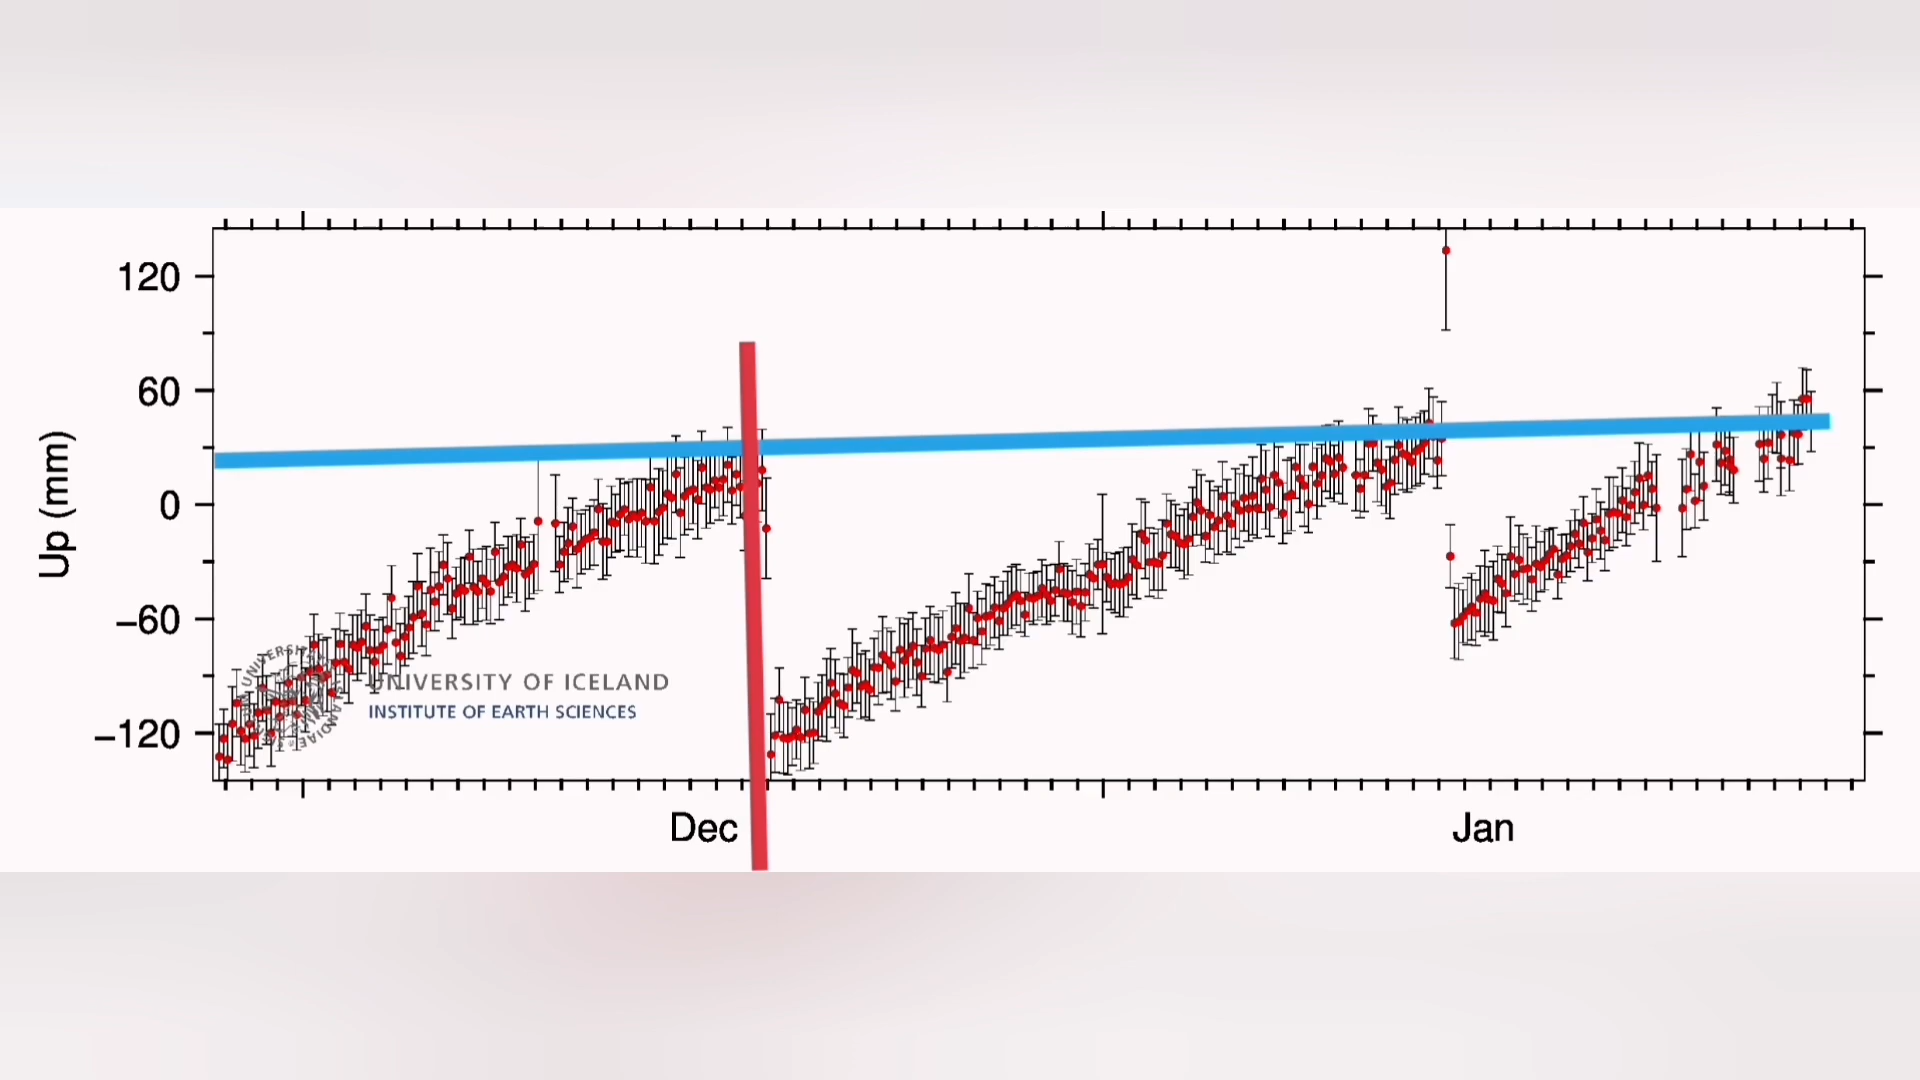 120
60
0
−60
−120
Up (mm)
UNIVERSITY OF ICELAND
INSTITUTE OF EARTH SCIENCES
Dec
Jan